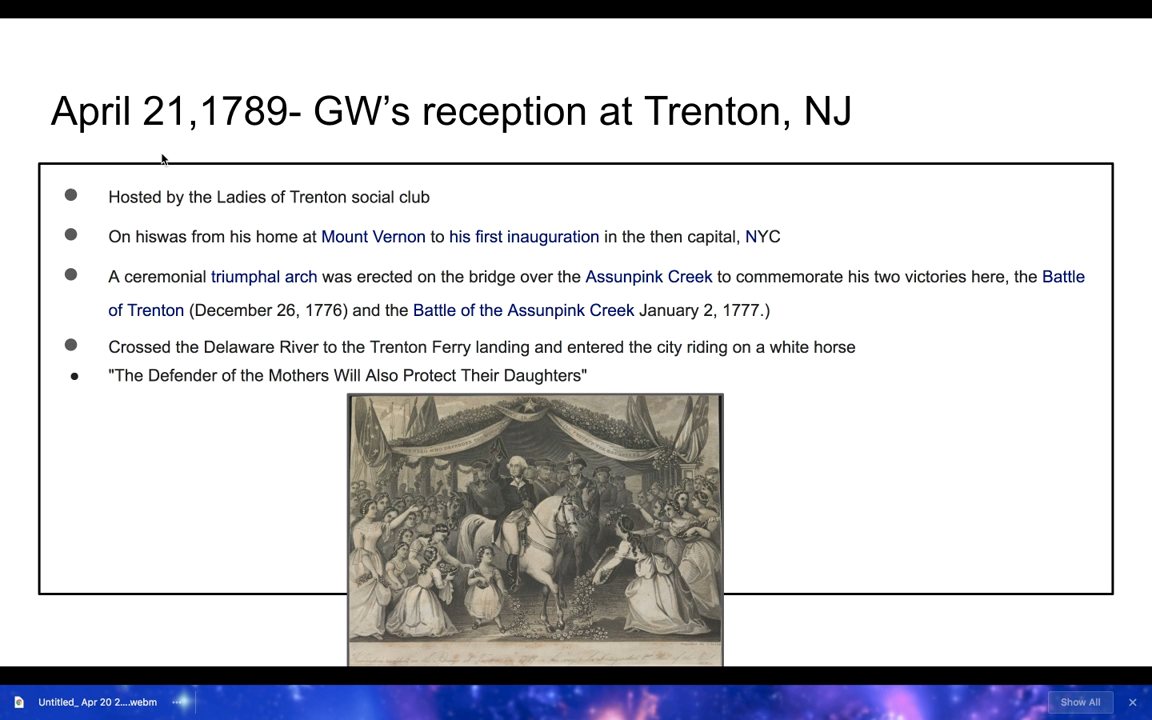 April 21,1789- GW’s reception at Trenton, NJ
Hosted by the Ladies of Trenton social club
On hiswas from his home at Mount Vernon to his first inauguration in the then capital, NYC
A ceremonial triumphal arch was erected on the bridge over the Assunpink Creek to commemorate his two victories here, the Battle
of Trenton (December 26, 1776) and the Battle of the Assunpink Creek January 2, 1777.)
Crossed the Delaware River to the Trenton Ferry landing and entered the city riding on a white horse
"The Defender of the Mothers Will Also Protect Their Daughters"
Untitled_ Apr 20 2....webm
Show All